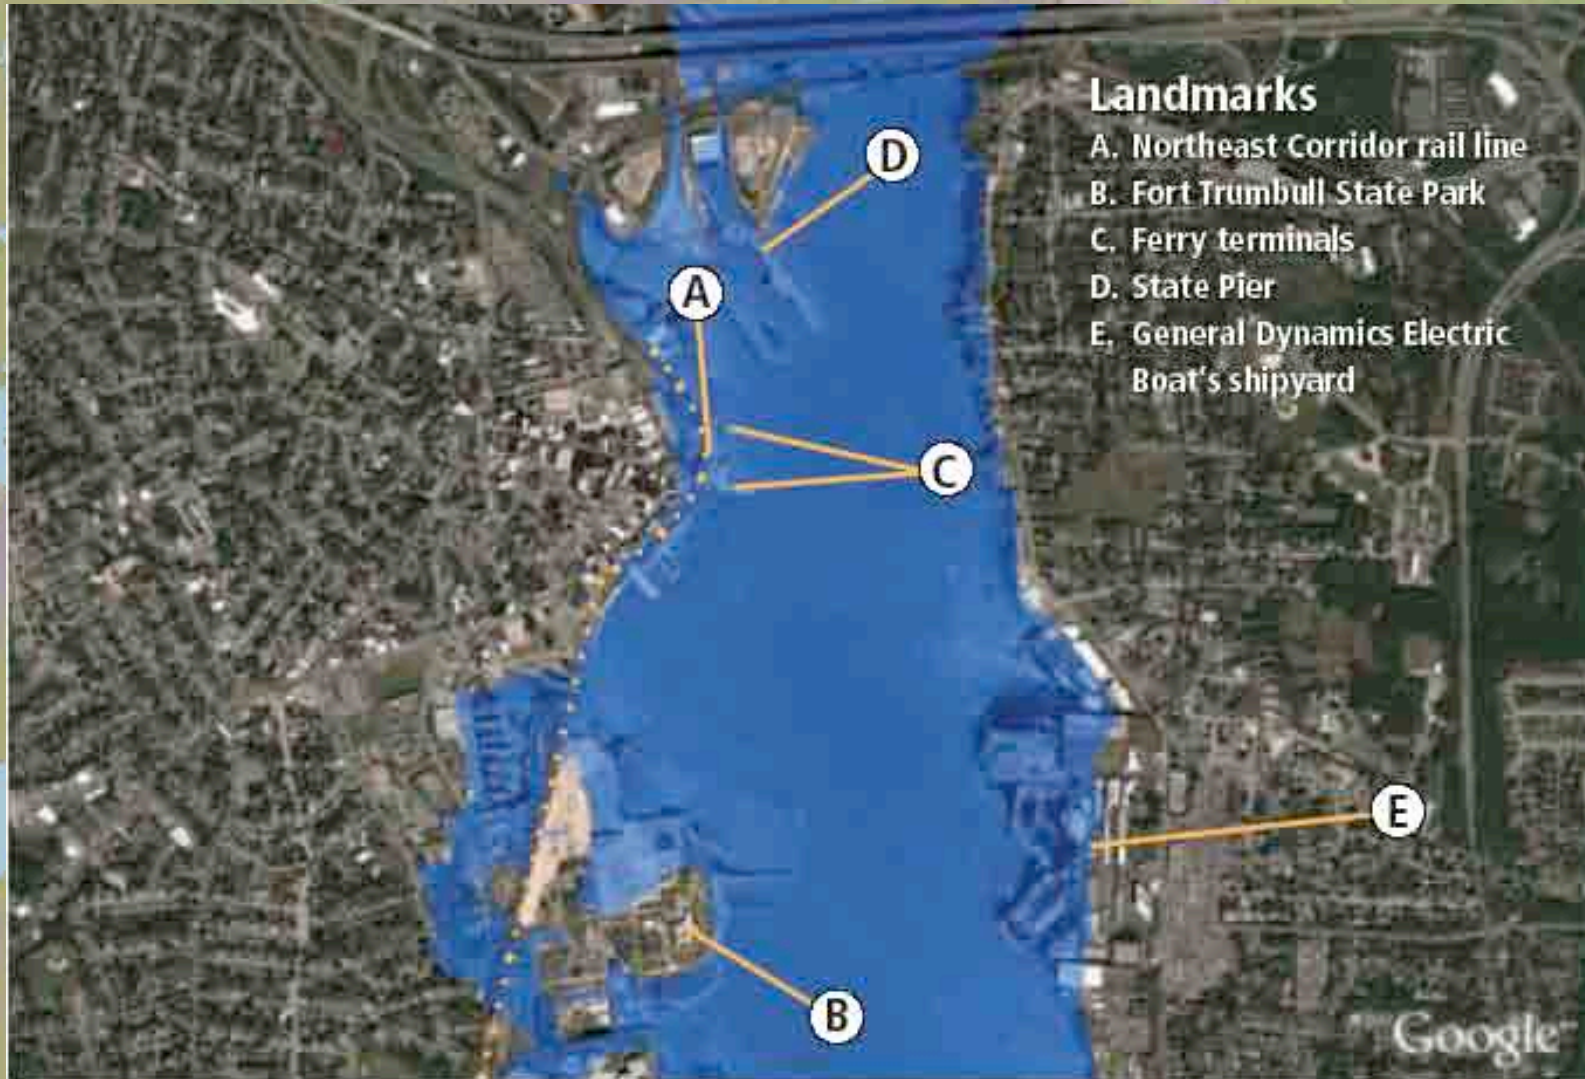 Landmarks
A. Northeast Corridor rail line
B. Fort Trumbull State Park
C. Ferry terminals
D. State Pier
E. General Dynamics Electric
Boat's shipyard
D
A
C
E
B
Google